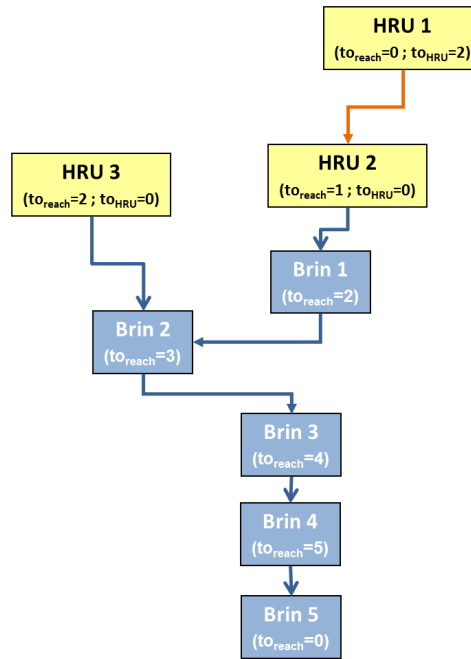 HRU 1
(to_reach=0 ; to_HRU=2)
HRU 3
(to_reach=2 ; to_HRU=0)
HRU 2
(to_reach=1 ; to_HRU=0)
Brin 1
(to_reach=2)
Brin 2
(to_reach=3)
Brin 3
(to_reach=4)
Brin 4
(to_reach=5)
Brin 5
(to_reach=0)